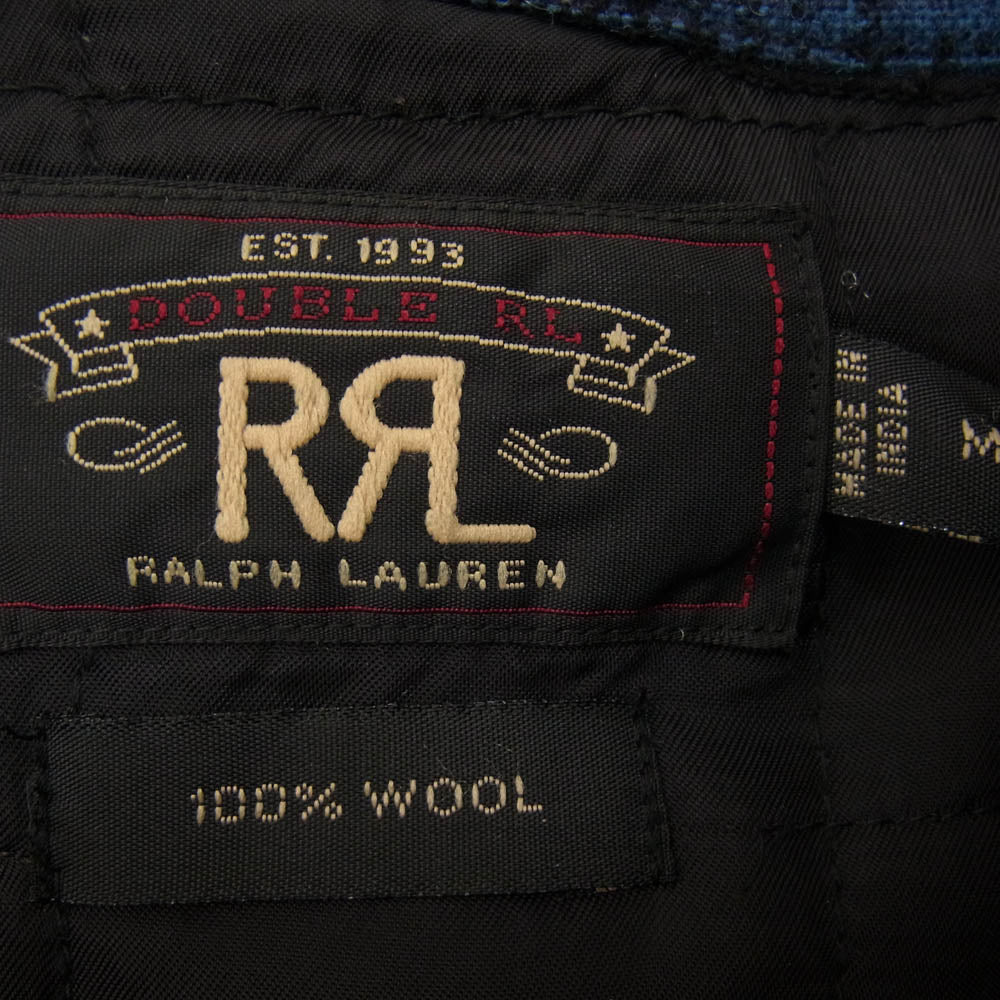 EST. 1993
DOUBLE RL
RRL
RALPH LAUREN
MADE IN
INDIA
M
100% WOOL